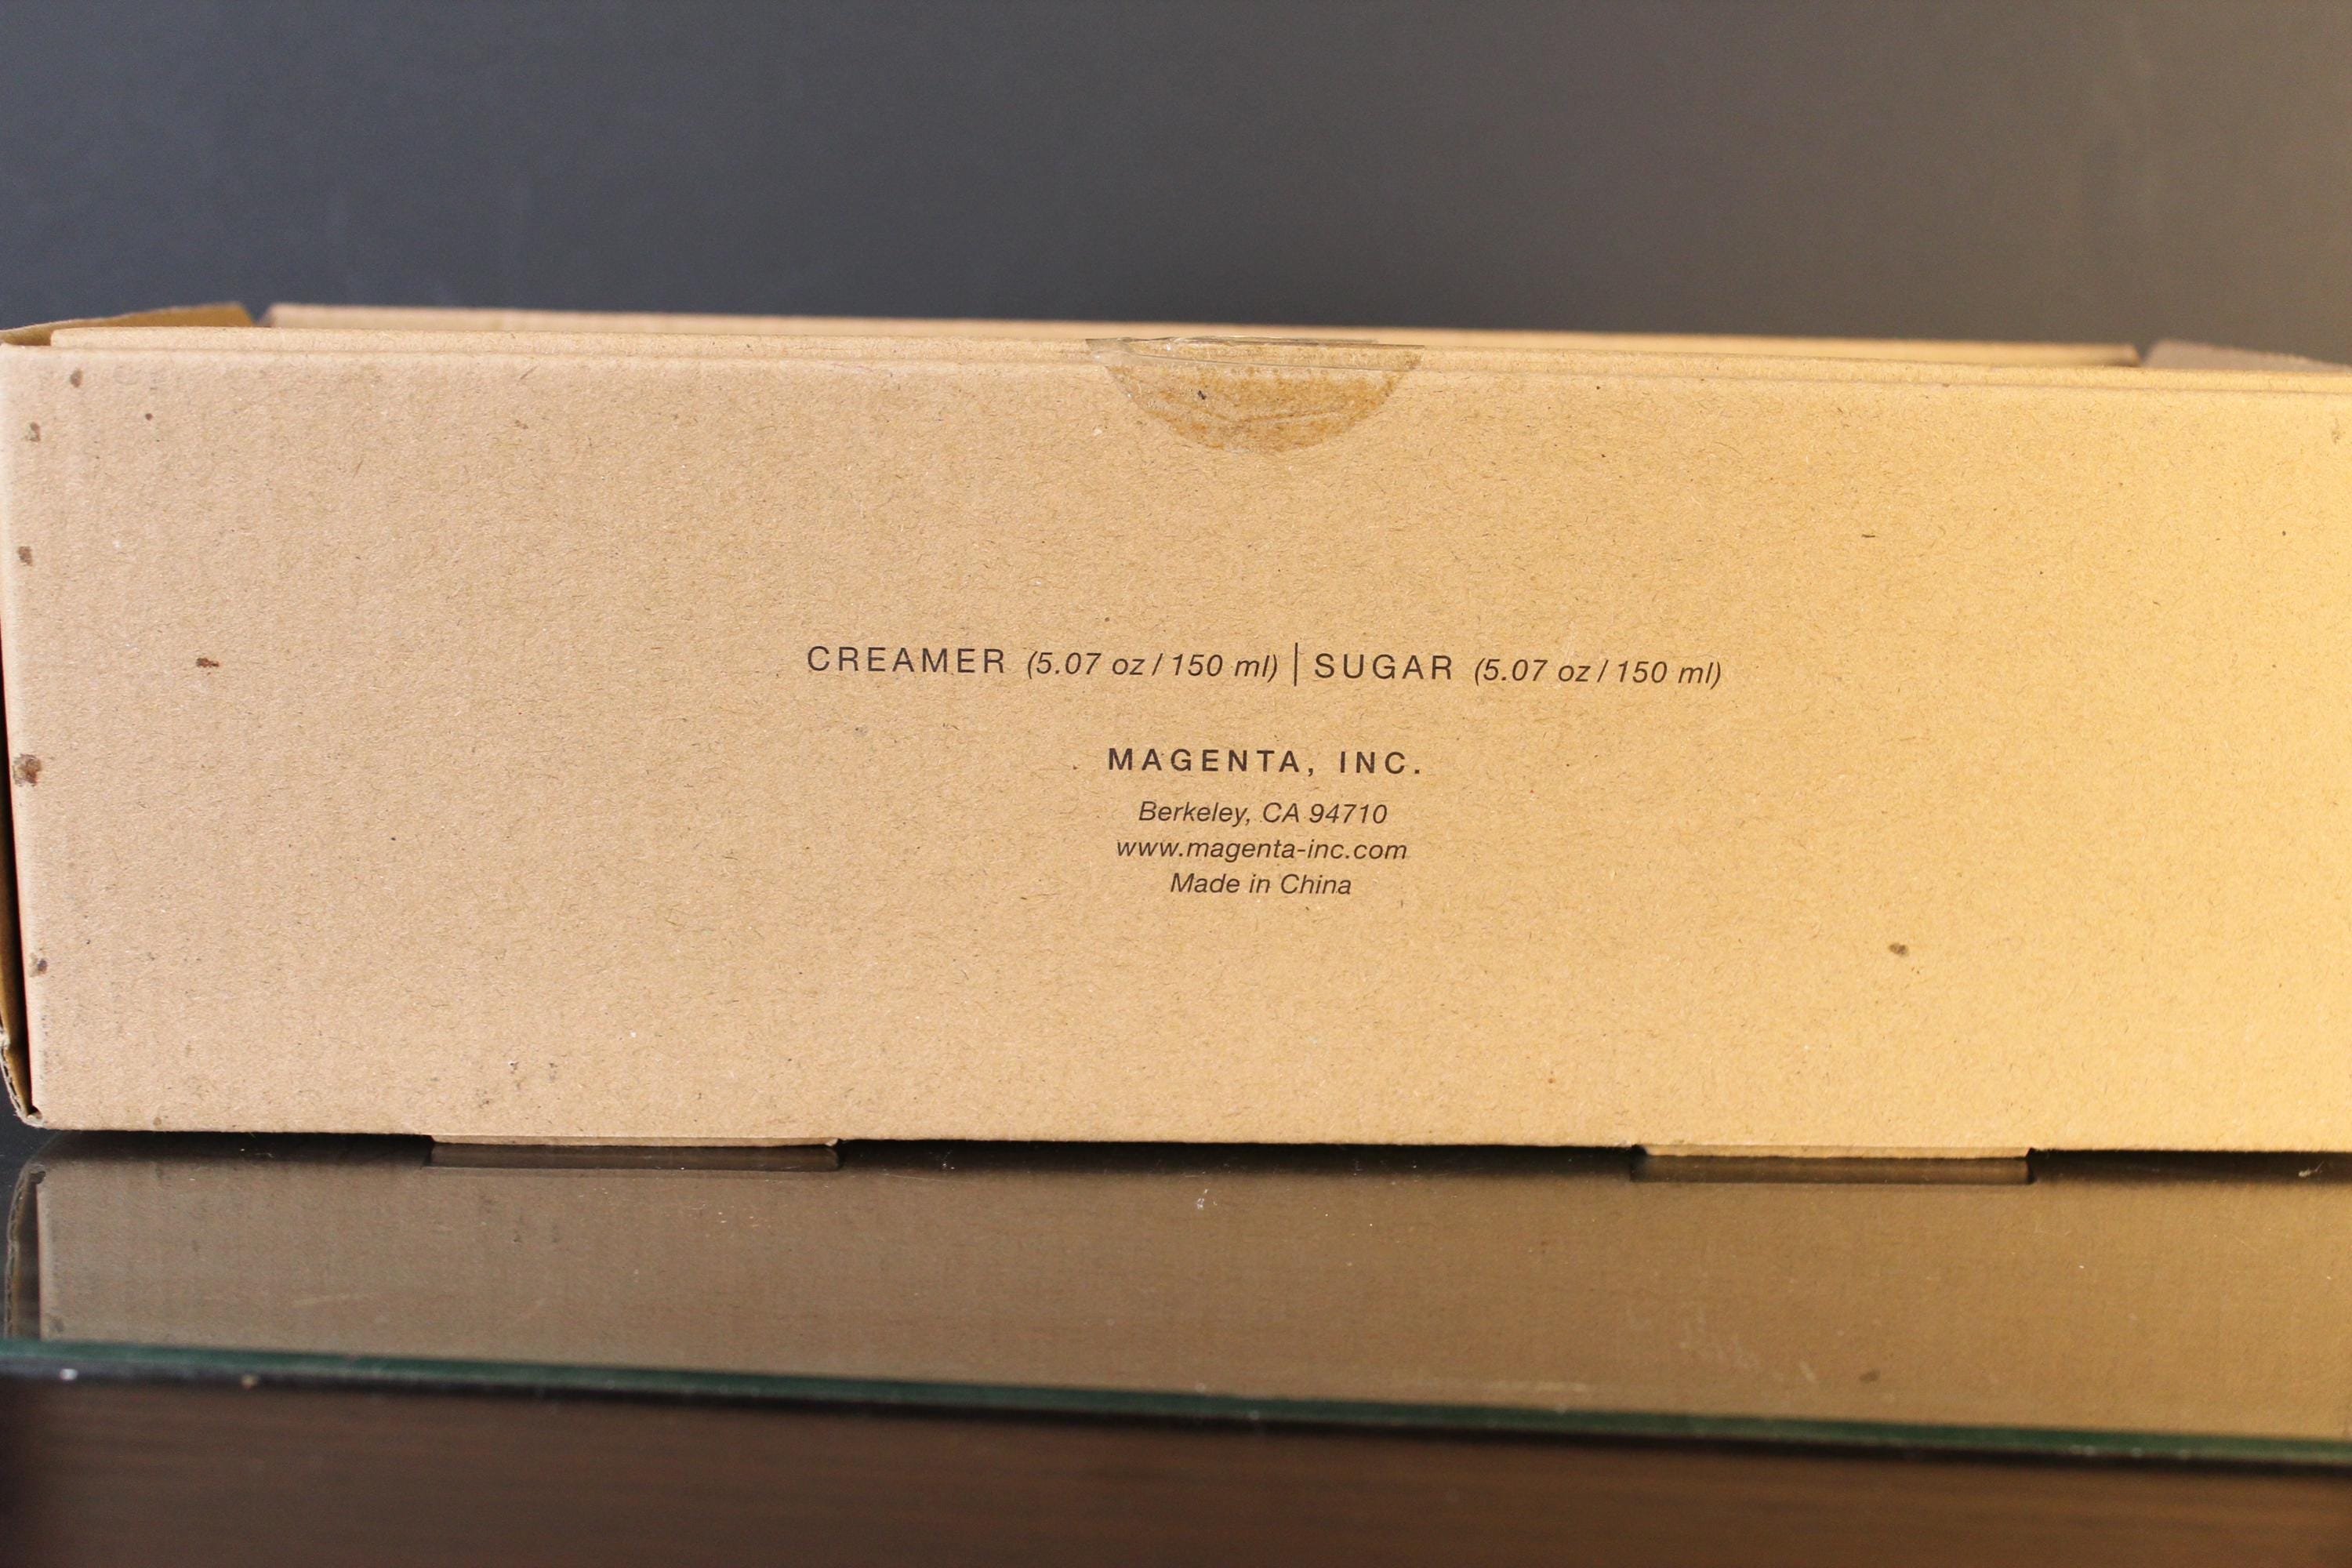 CREAMER (5.07 oz / 150 ml) | SUGAR (5.07 oz / 150 ml)
MAGENTA, INC.
Berkeley, CA 94710
www.magenta-inc.com
Made in China